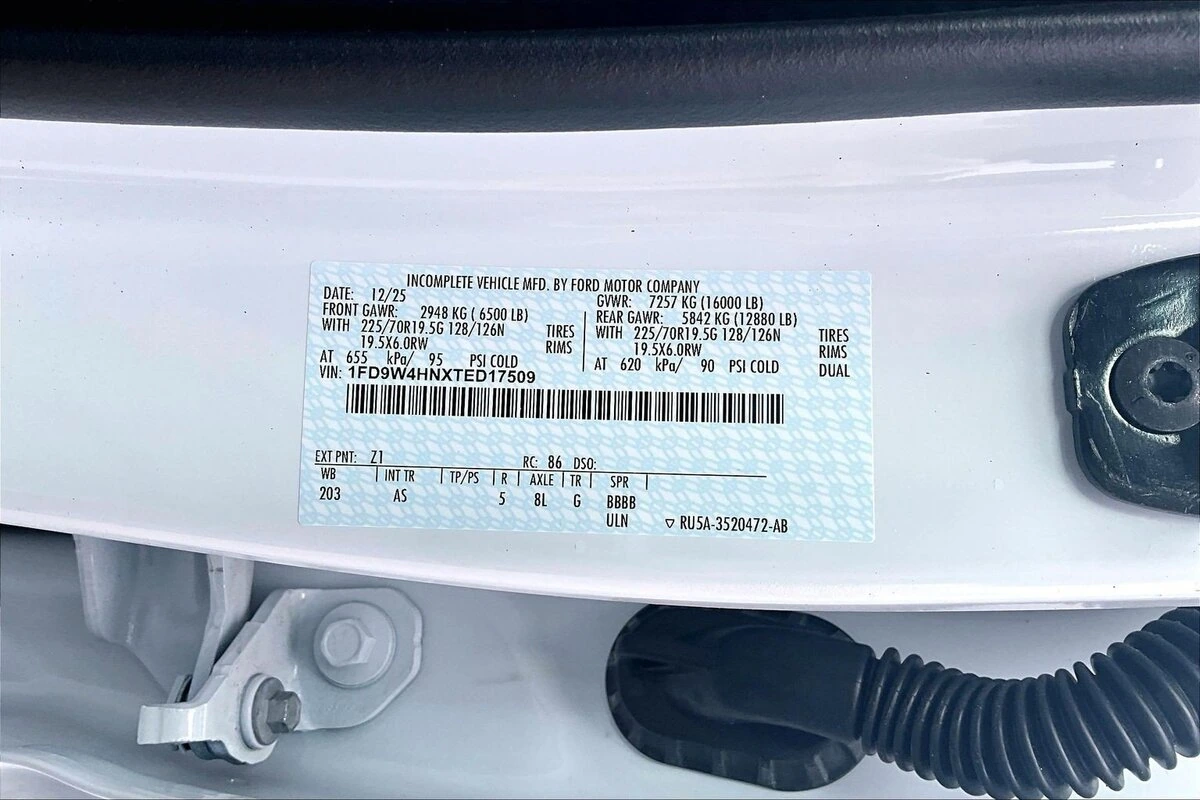 INCOMPLETE VEHICLE MFD. BY FORD MOTOR COMPANY
DATE: 12/25 GVWR: 7257 KG (16000 LB)
FRONT GAWR: 2948 KG ( 6500 LB) REAR GAWR: 5842 KG (12880 LB)
WITH 225/70R19.5G 128/126N TIRES WITH 225/70R19.5G 128/126N TIRES
19.5X6.0RW RIMS 19.5X6.0RW RIMS
AT 655 kPa/ 95 PSI COLD AT 620 kPa/ 90 PSI COLD DUAL
VIN: 1FD9W4HNXTED17509
EXT PNT: Z1 RC: 86 DSO:
WB INT TR TP/PS R AXLE TR SPR
203 AS 5 8L G BBBB
ULN ▽ RU5A-3520472-AB